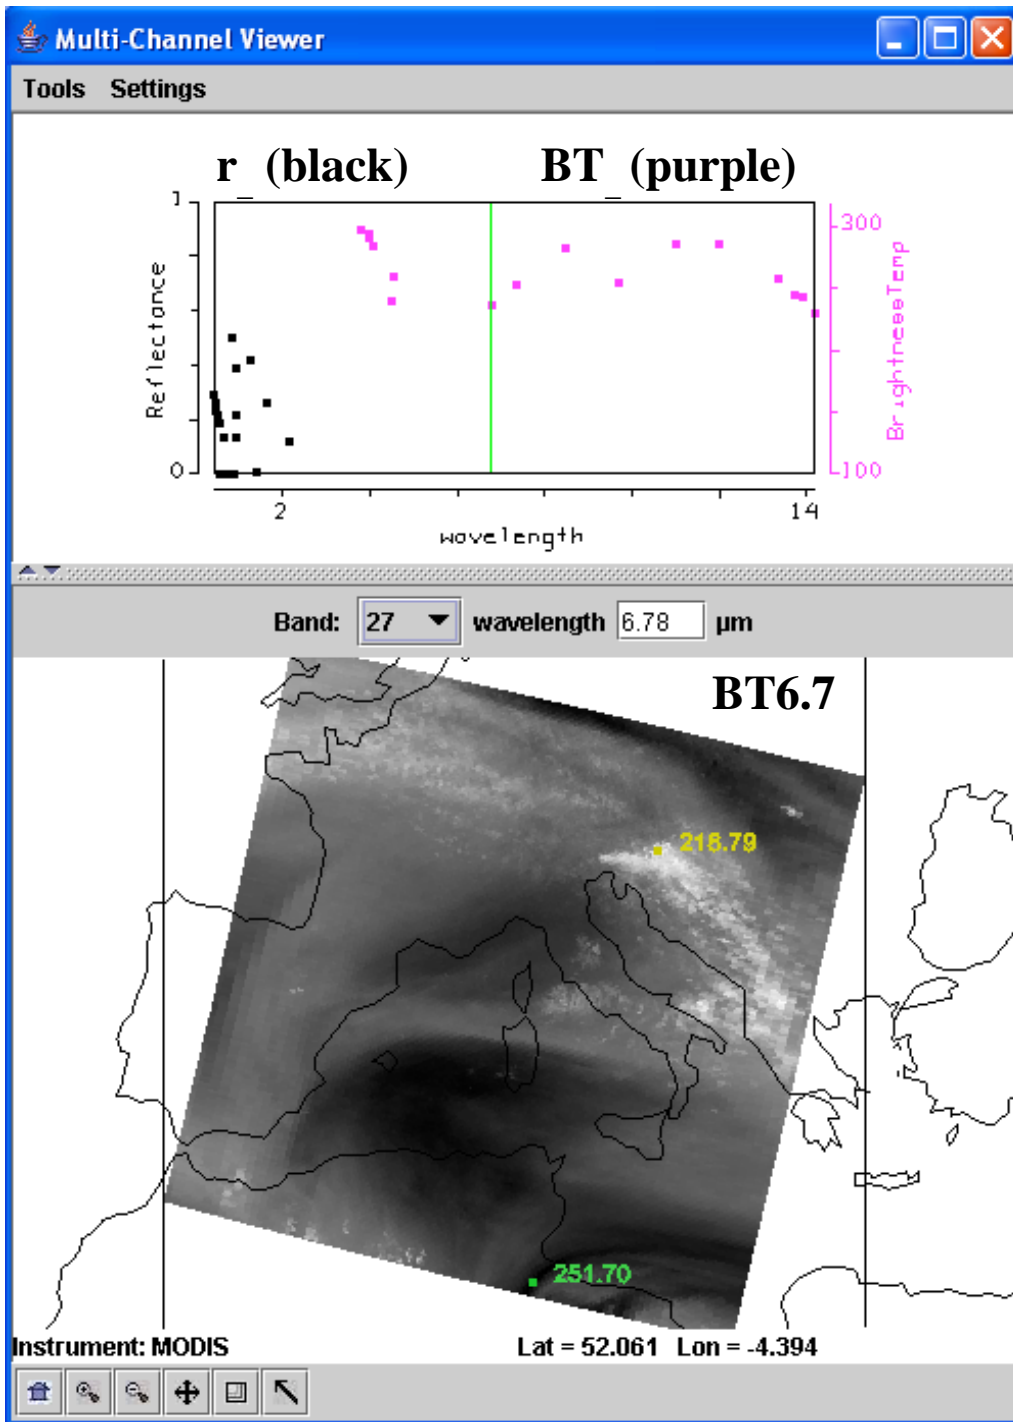 Multi-Channel Viewer
Tools Settings
r_ (black) BT_ (purple)
1
300
Reflectance
BrightnessTemp
0
100
2 14
wavelength
Band: 27 wavelength 6.78 µm
BT6.7
218.79
251.70
Instrument: MODIS Lat = 52.061 Lon = -4.394